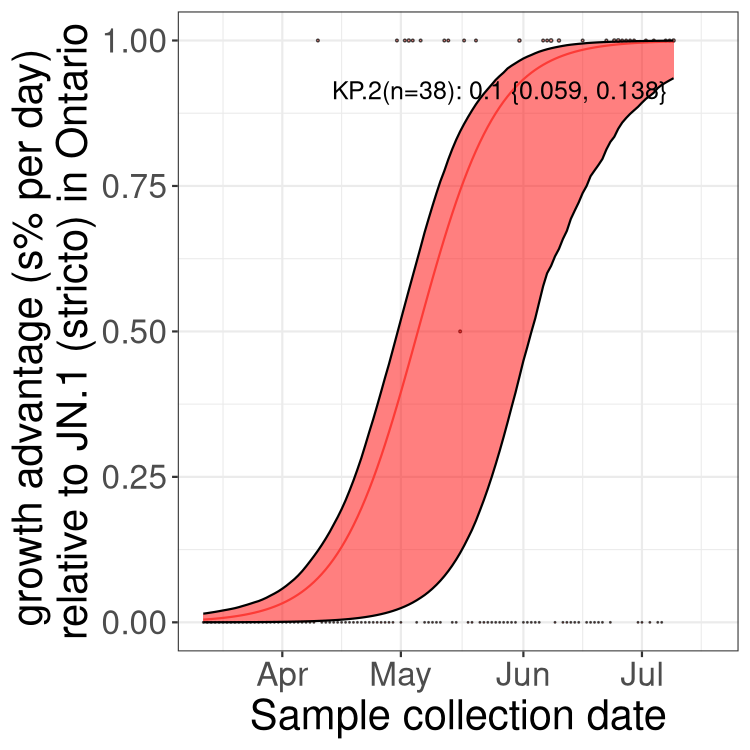 growth advantage (s% per day)
relative to JN.1 (stricto) in Ontario
1.00
0.75
0.50
0.25
0.00
KP.2(n=38): 0.1 {0.059, 0.138}
Apr May Jun Jul
Sample collection date